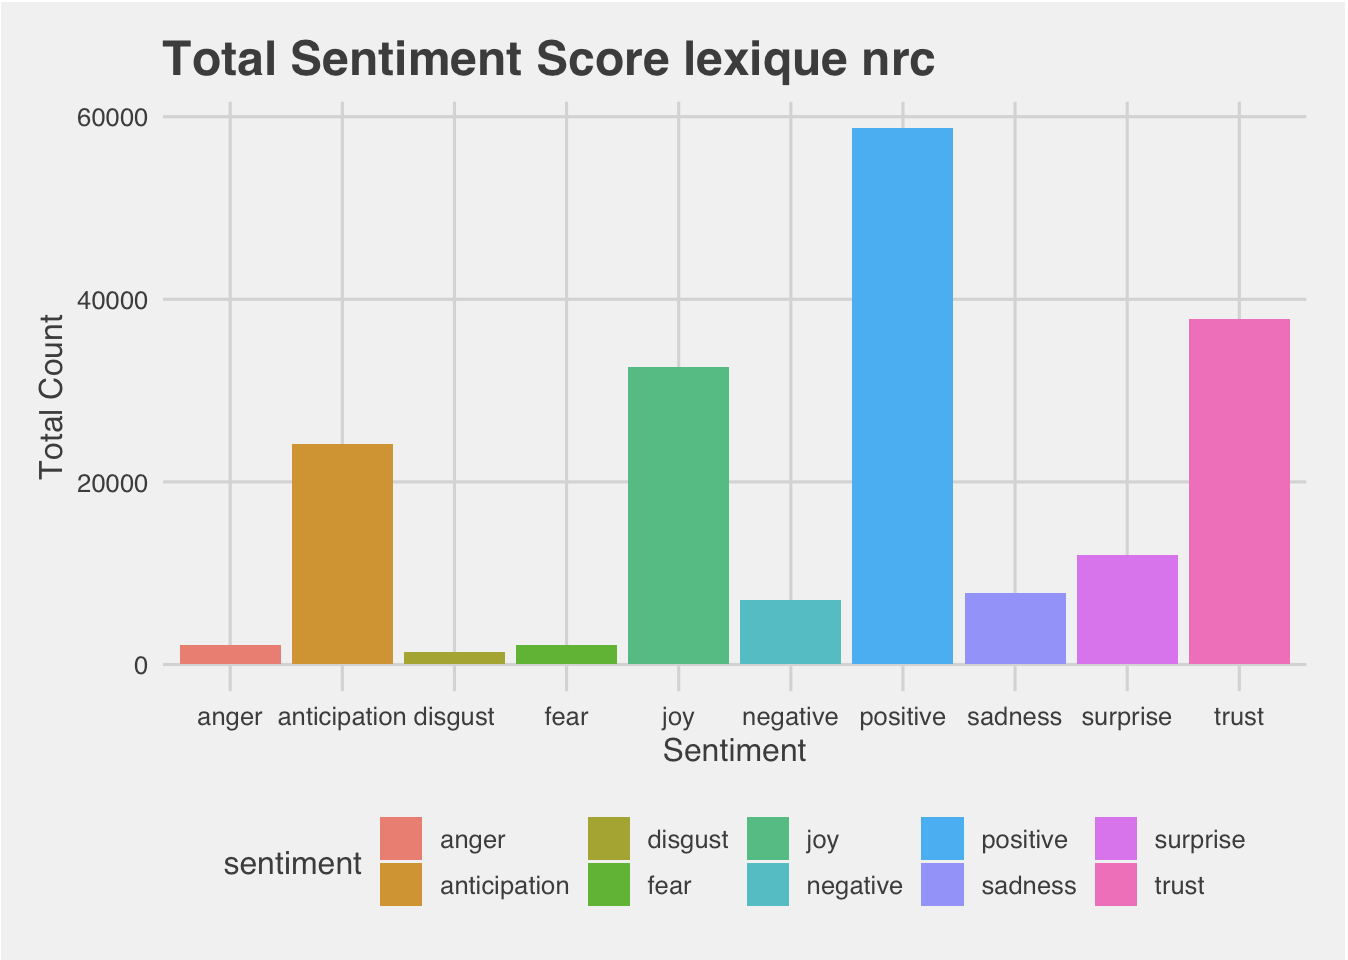 Total Sentiment Score lexique nrc
60000
40000
20000
0
Total Count
anger anticipation disgust fear joy negative positive sadness surprise trust
Sentiment
sentiment
anger disgust joy positive surprise
anticipation fear negative sadness trust